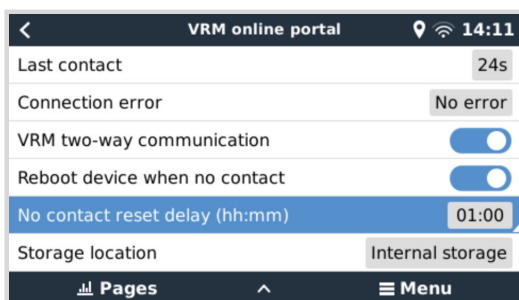 VRM online portal 14:11
Last contact 24s
Connection error No error
VRM two-way communication
Reboot device when no contact
No contact reset delay (hh:mm) 01:00
Storage location Internal storage
Pages Menu